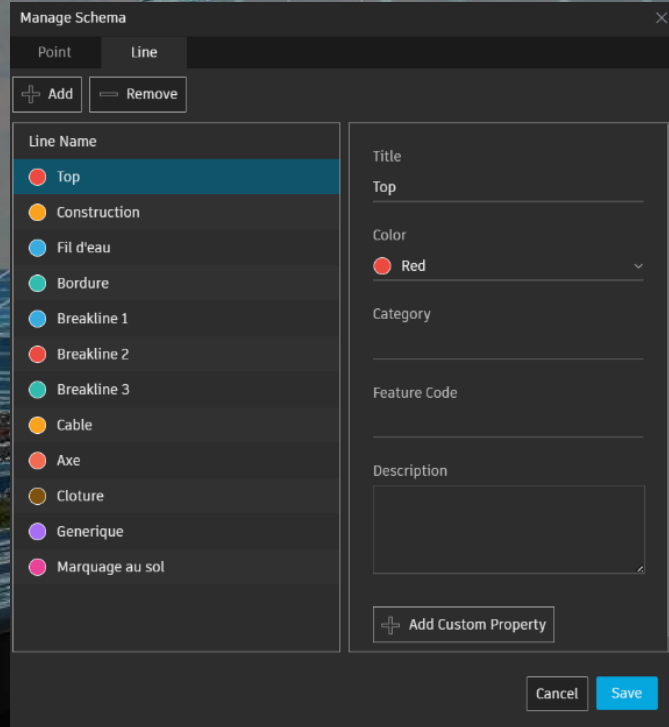 Manage Schema
Point
Line
Add
Remove
Line Name
Top
Construction
Fil d'eau
Bordure
Breakline 1
Breakline 2
Breakline 3
Cable
Axe
Cloture
Generique
Marquage au sol
Title
Top
Color
Red
Category
Feature Code
Description
Add Custom Property
Cancel
Save